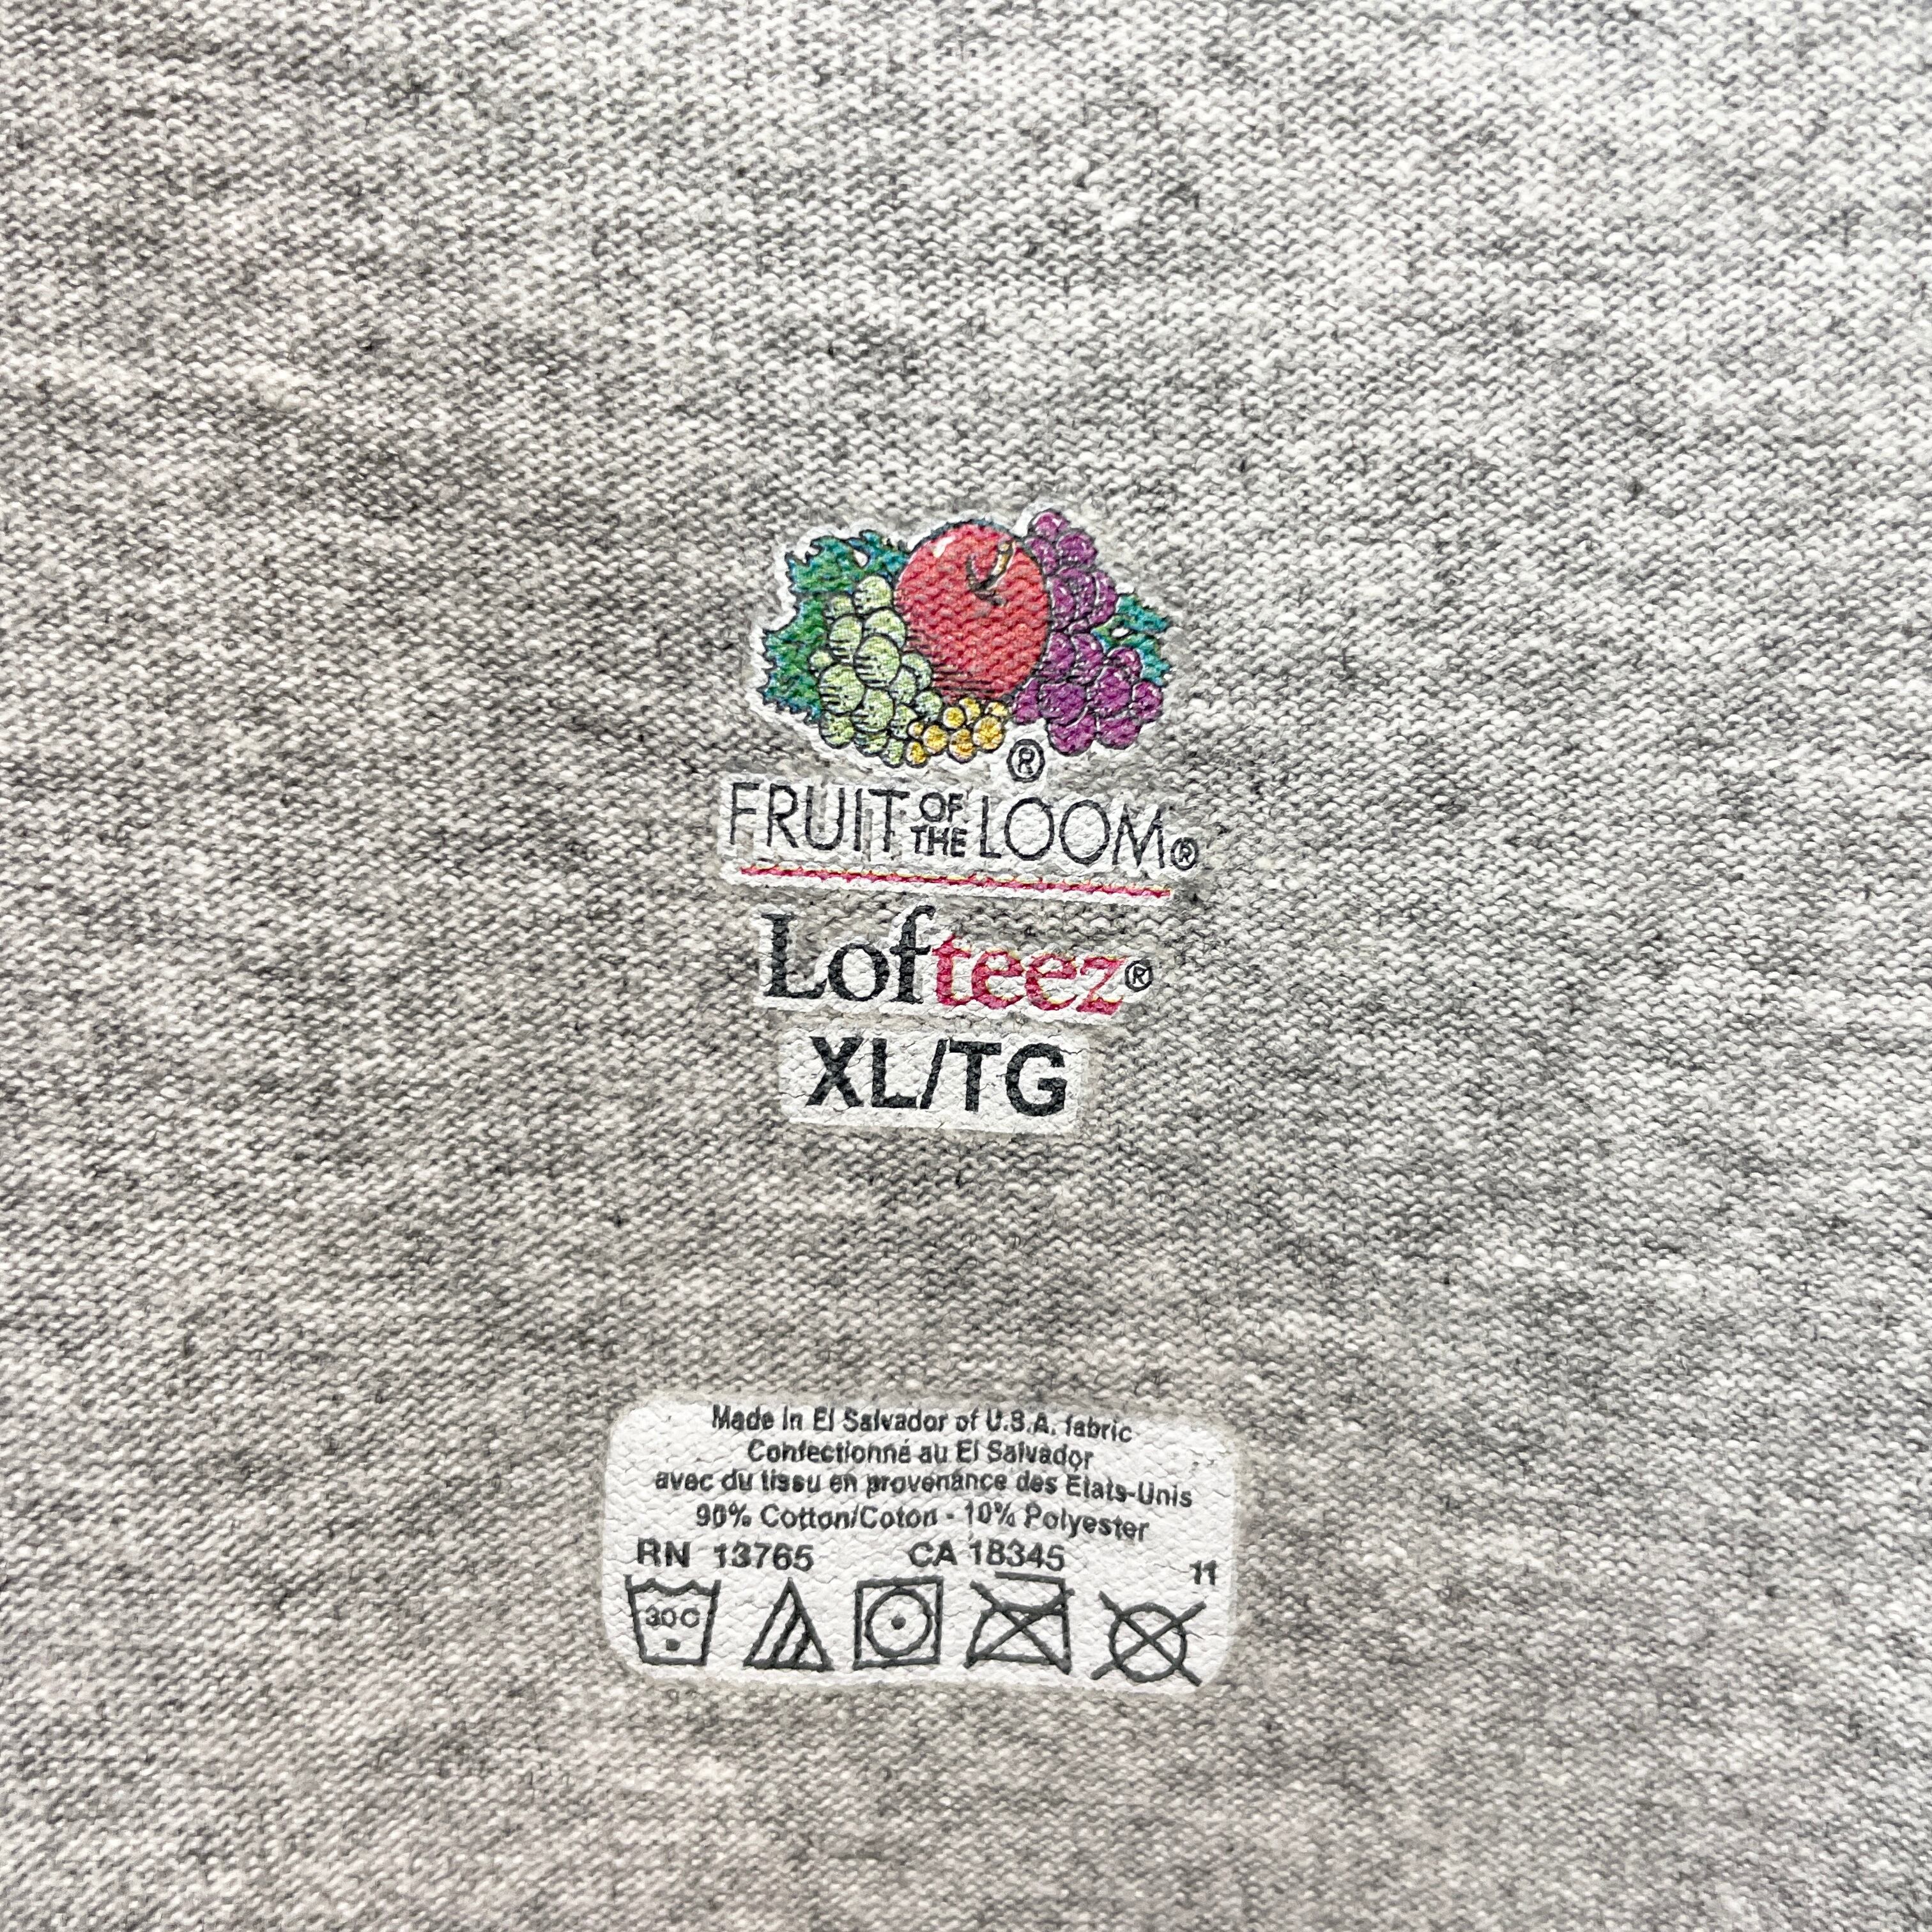 ®
FRUIT OF THE LOOM®
Lofteez®
XL/TG
Made In El Salvador of U.S.A. fabric
Confectionné au El Salvador
avec du tissu en provenance des Etats-Unis
90% Cotton/Coton - 10% Polyester
RN 13765 CA 18345 11
30C